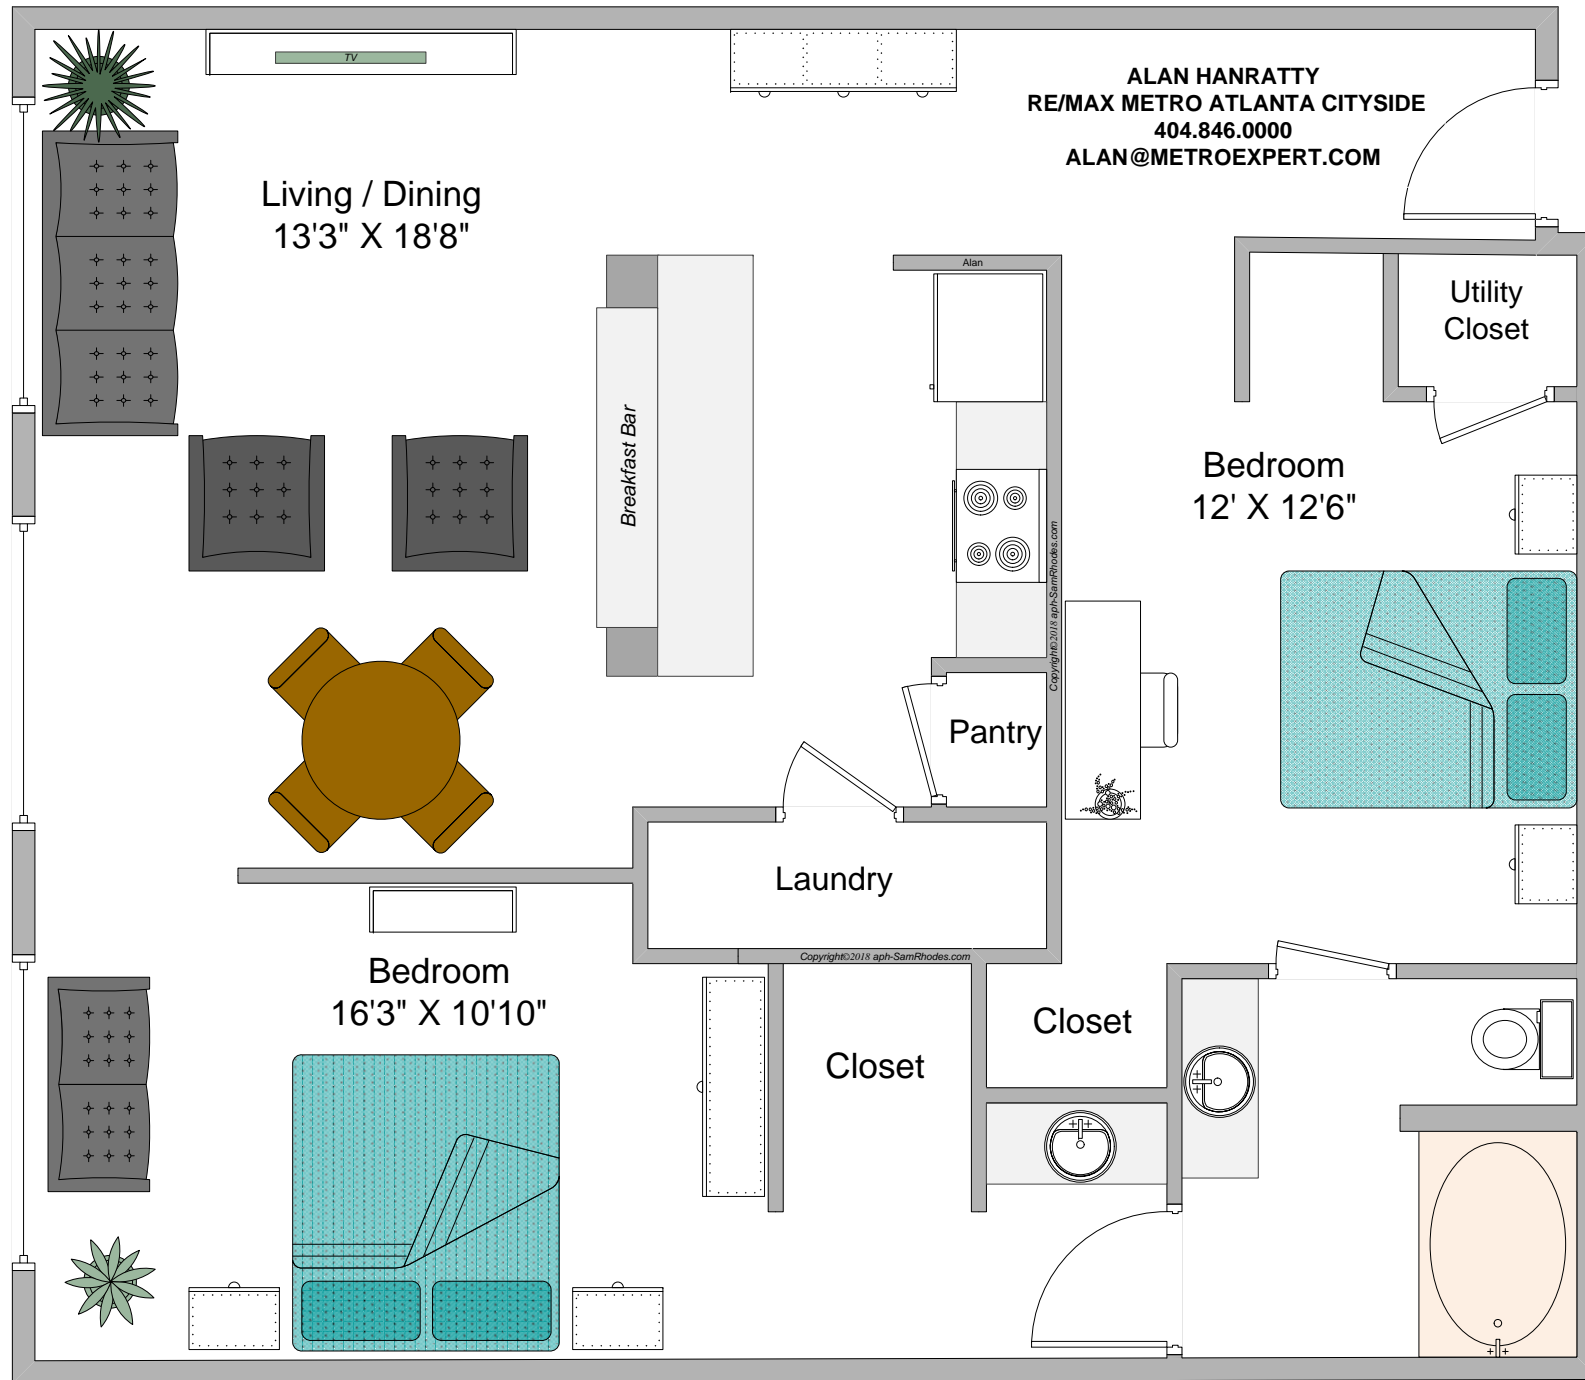 TV
ALAN HANRATTY
RE/MAX METRO ATLANTA CITYSIDE
404.846.0000
ALAN@METROEXPERT.COM
Living / Dining
13'3" X 18'8"
Alan
Utility
Closet
Breakfast Bar
Bedroom
12' X 12'6"
Copyright©2018 aph-SamRhodes.com
Pantry
Laundry
Copyright©2018 aph-SamRhodes.com
Bedroom
16'3" X 10'10"
Closet
Closet